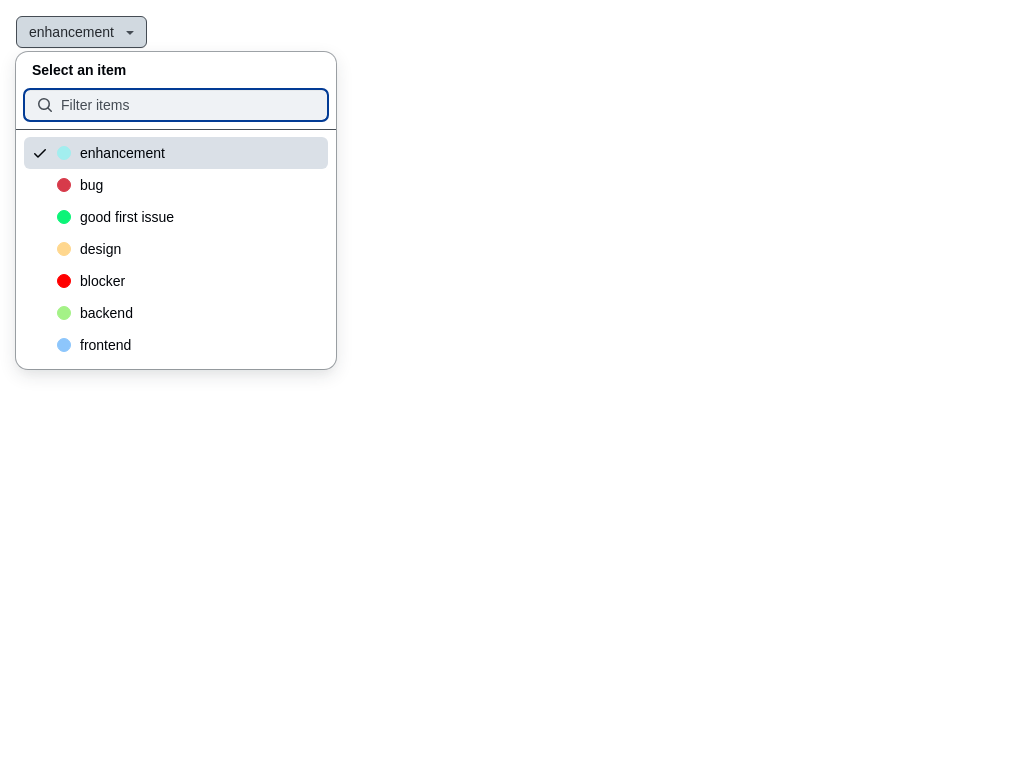 enhancement
Select an item
Filter items
enhancement
bug
good first issue
design
blocker
backend
frontend